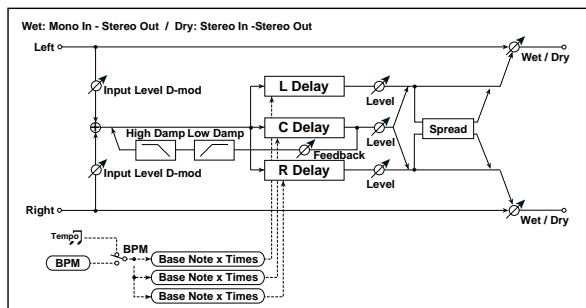 Wet: Mono In - Stereo Out / Dry: Stereo In -Stereo Out
Left
Wet / Dry
Input Level D-mod
L Delay
Level
High Damp Low Damp
C Delay
Level
Spread
Feedback
Input Level D-mod
R Delay
Level
Right
Wet / Dry
Tempo
BPM
BPM
Base Note x Times
Base Note x Times
Base Note x Times